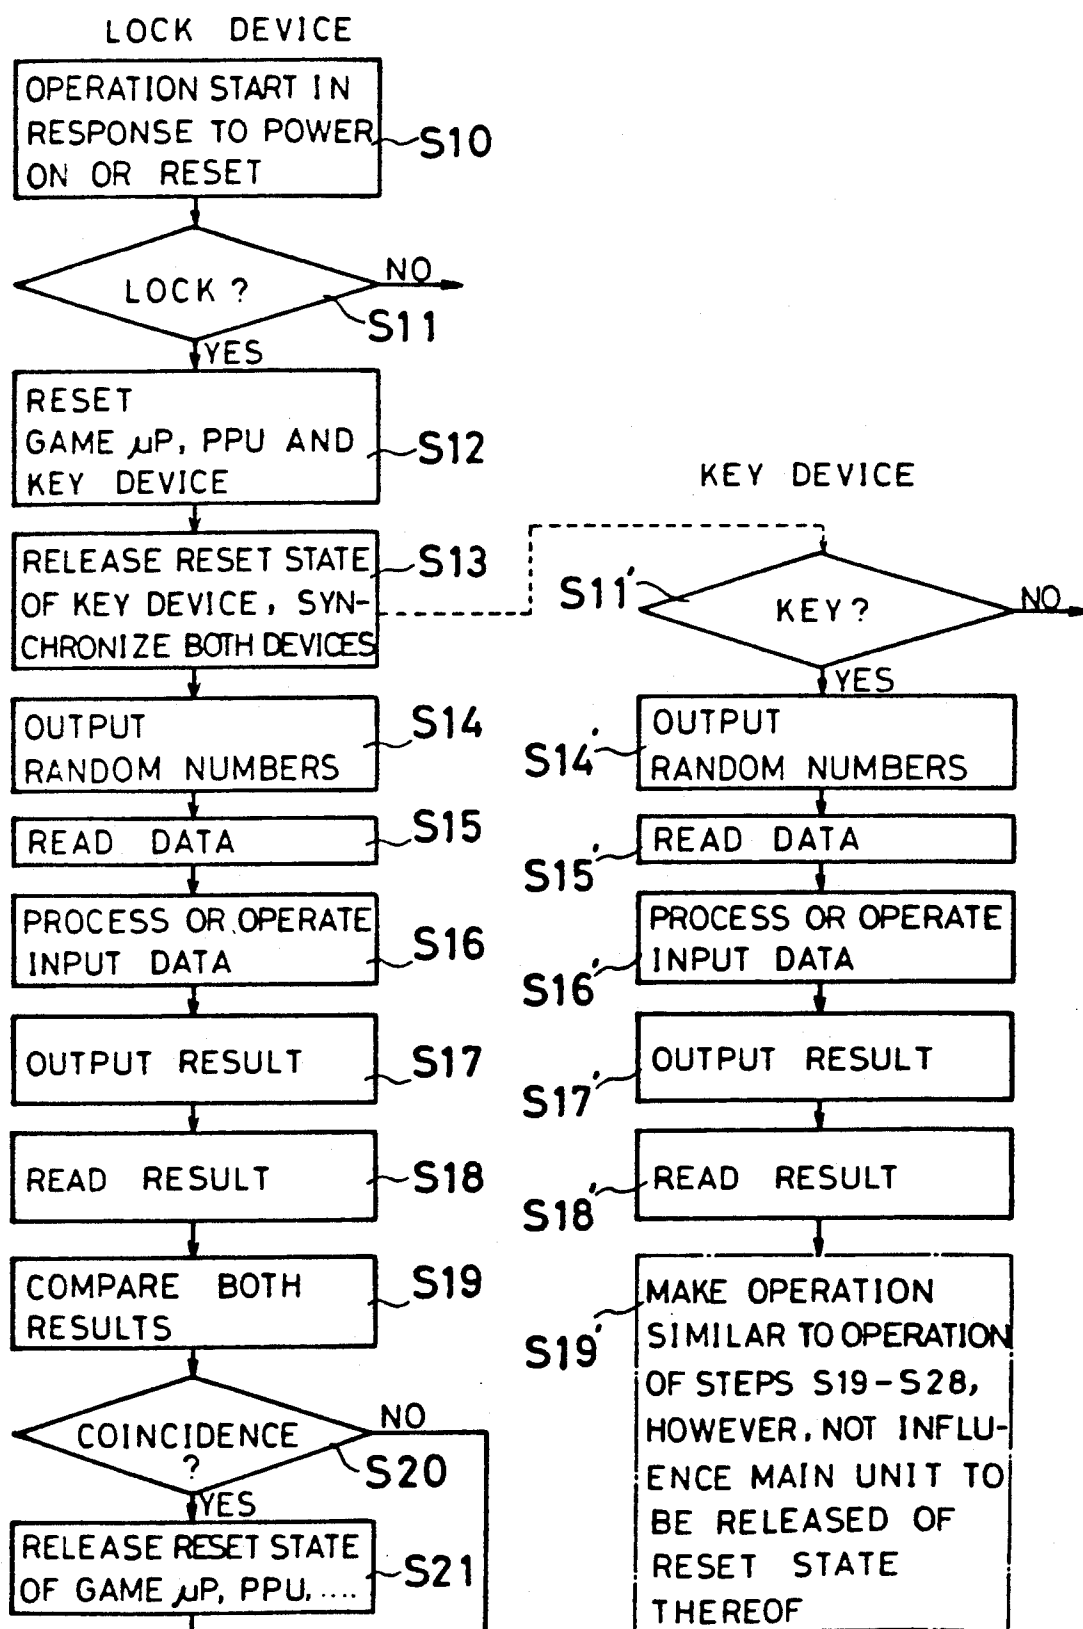 LOCK DEVICE
OPERATION START IN
RESPONSE TO POWER
ON OR RESET
S10
LOCK ?
NO
S11
YES
RESET
GAME μP, PPU AND
KEY DEVICE
S12
RELEASE RESET STATE
OF KEY DEVICE, SYN-
CHRONIZE BOTH DEVICES
S13
OUTPUT
RANDOM NUMBERS
S14
READ DATA
S15
PROCESS OR OPERATE
INPUT DATA
S16
OUTPUT RESULT
S17
READ RESULT
S18
COMPARE BOTH
RESULTS
S19
COINCIDENCE
?
NO
S20
YES
RELEASE RESET STATE
OF GAME μP, PPU, ....
S21
KEY DEVICE
S11'
KEY ?
NO
YES
OUTPUT
RANDOM NUMBERS
S14'
READ DATA
S15'
PROCESS OR OPERATE
INPUT DATA
S16'
OUTPUT RESULT
S17'
READ RESULT
S18'
MAKE OPERATION
SIMILAR TO OPERATION
OF STEPS S19-S28,
HOWEVER, NOT INFLU-
ENCE MAIN UNIT TO
BE RELEASED OF
RESET STATE
THEREOF
S19'